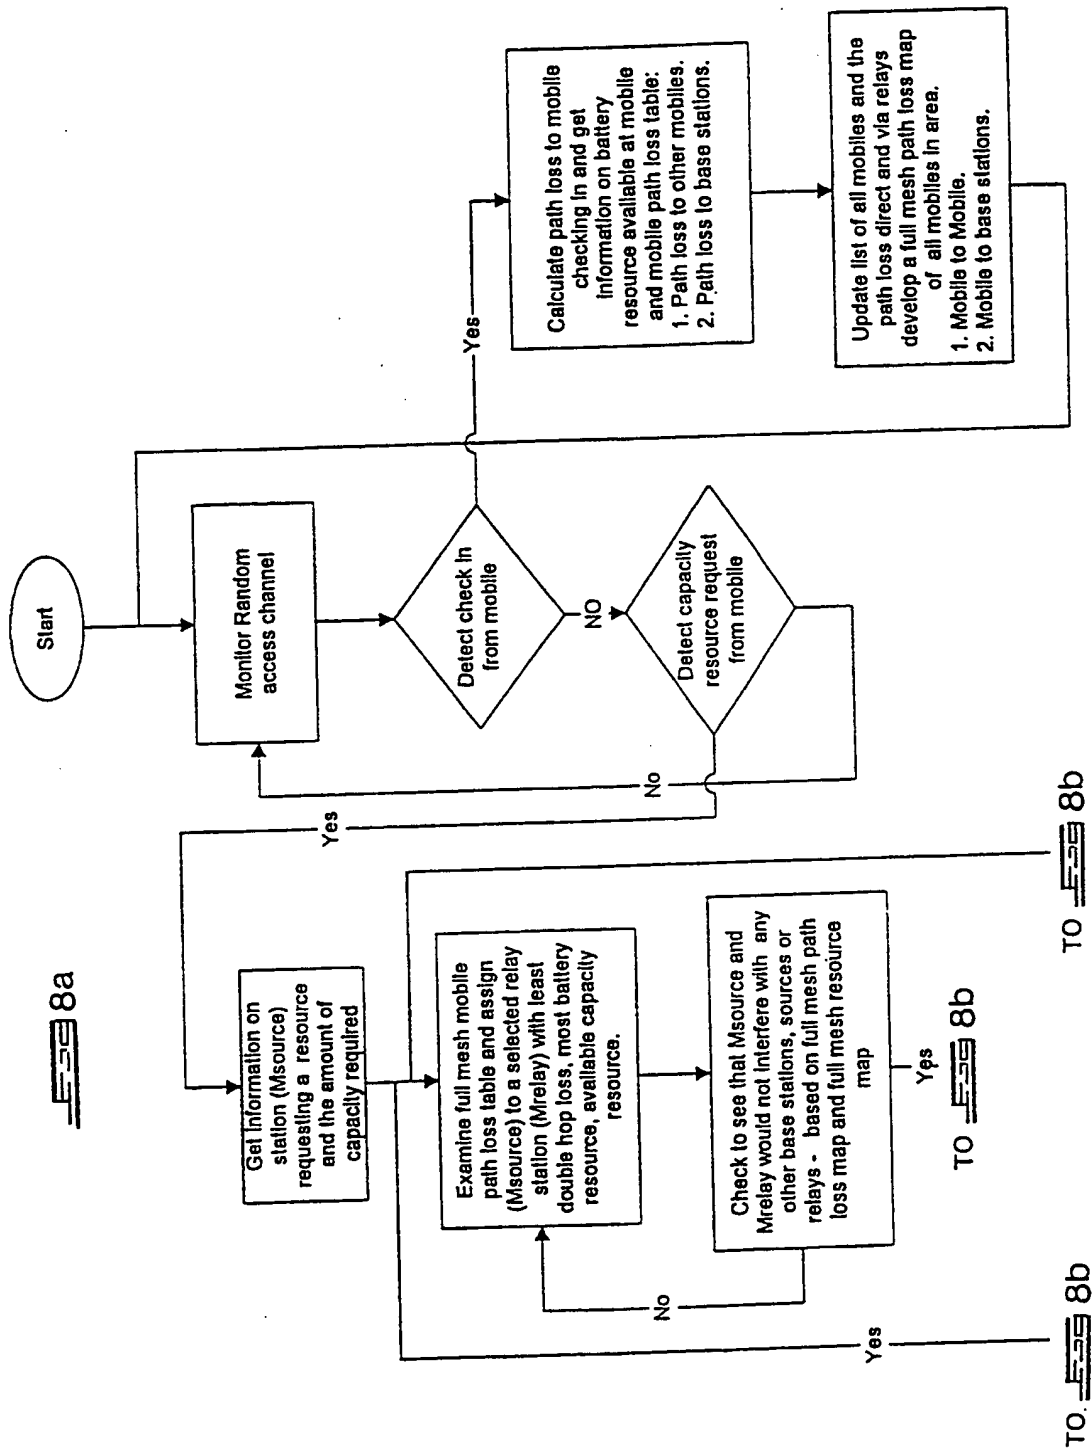 Start
Monitor Random
access channel
Detect check in
from mobile
Yes
Calculate path loss to mobile
checking in and get
information on battery
resource available at mobile
and mobile path loss table:
1. Path loss to other mobiles.
2. Path loss to base stations.
Update list of all mobiles and the
path loss direct and via relays
develop a full mesh path loss map
of all mobiles in area.
1. Mobile to Mobile.
2. Mobile to base stations.
NO
Detect capacity
resource request
from mobile
No
Yes
Fig 8a
Get information on
station (Msource)
requesting a resource
and the amount of
capacity required
Examine full mesh mobile
path loss table and assign
(Msource) to a selected relay
station (Mrelay) with least
double hop loss, most battery
resource, available capacity
resource.
Check to see that Msource and
Mrelay would not interfere with any
other base stations, sources or
relays - based on full mesh path
loss map and full mesh resource
map
No
Yes
Yes
TO Fig 8b
TO Fig 8b
TO. Fig 8b